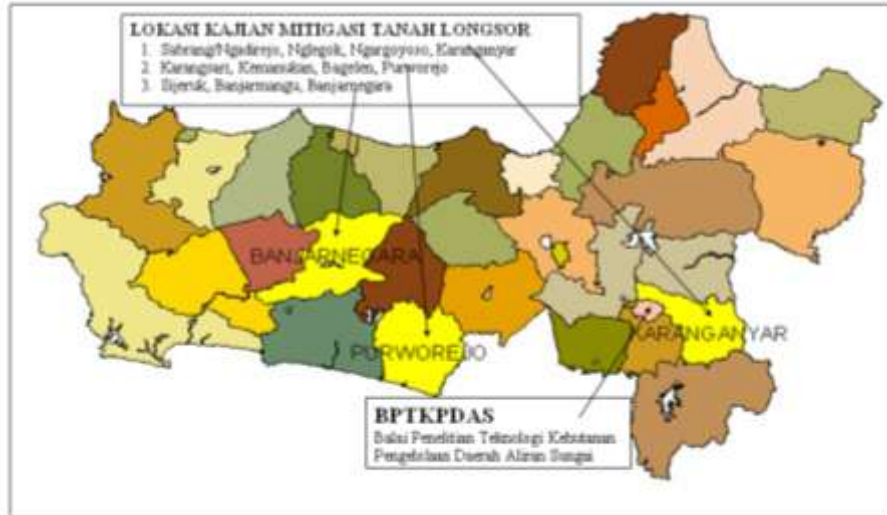 LOKASI KAJIAN MITIGASI TANAH LONGSOR
1. Sabrang/Ngadirejo, Nglegok, Ngargoyoso, Karanganyar
2. Karangsari, Kemanukan, Bagelen, Purworejo
3. Sijeruk, Banjarmangu, Banjarnegara
BANJARNEGARA
PURWOREJO
KARANGANYAR
BPTKPDAS
Balai Penelitian Teknologi Kehutanan
Pengelolaan Daerah Aliran Sungai